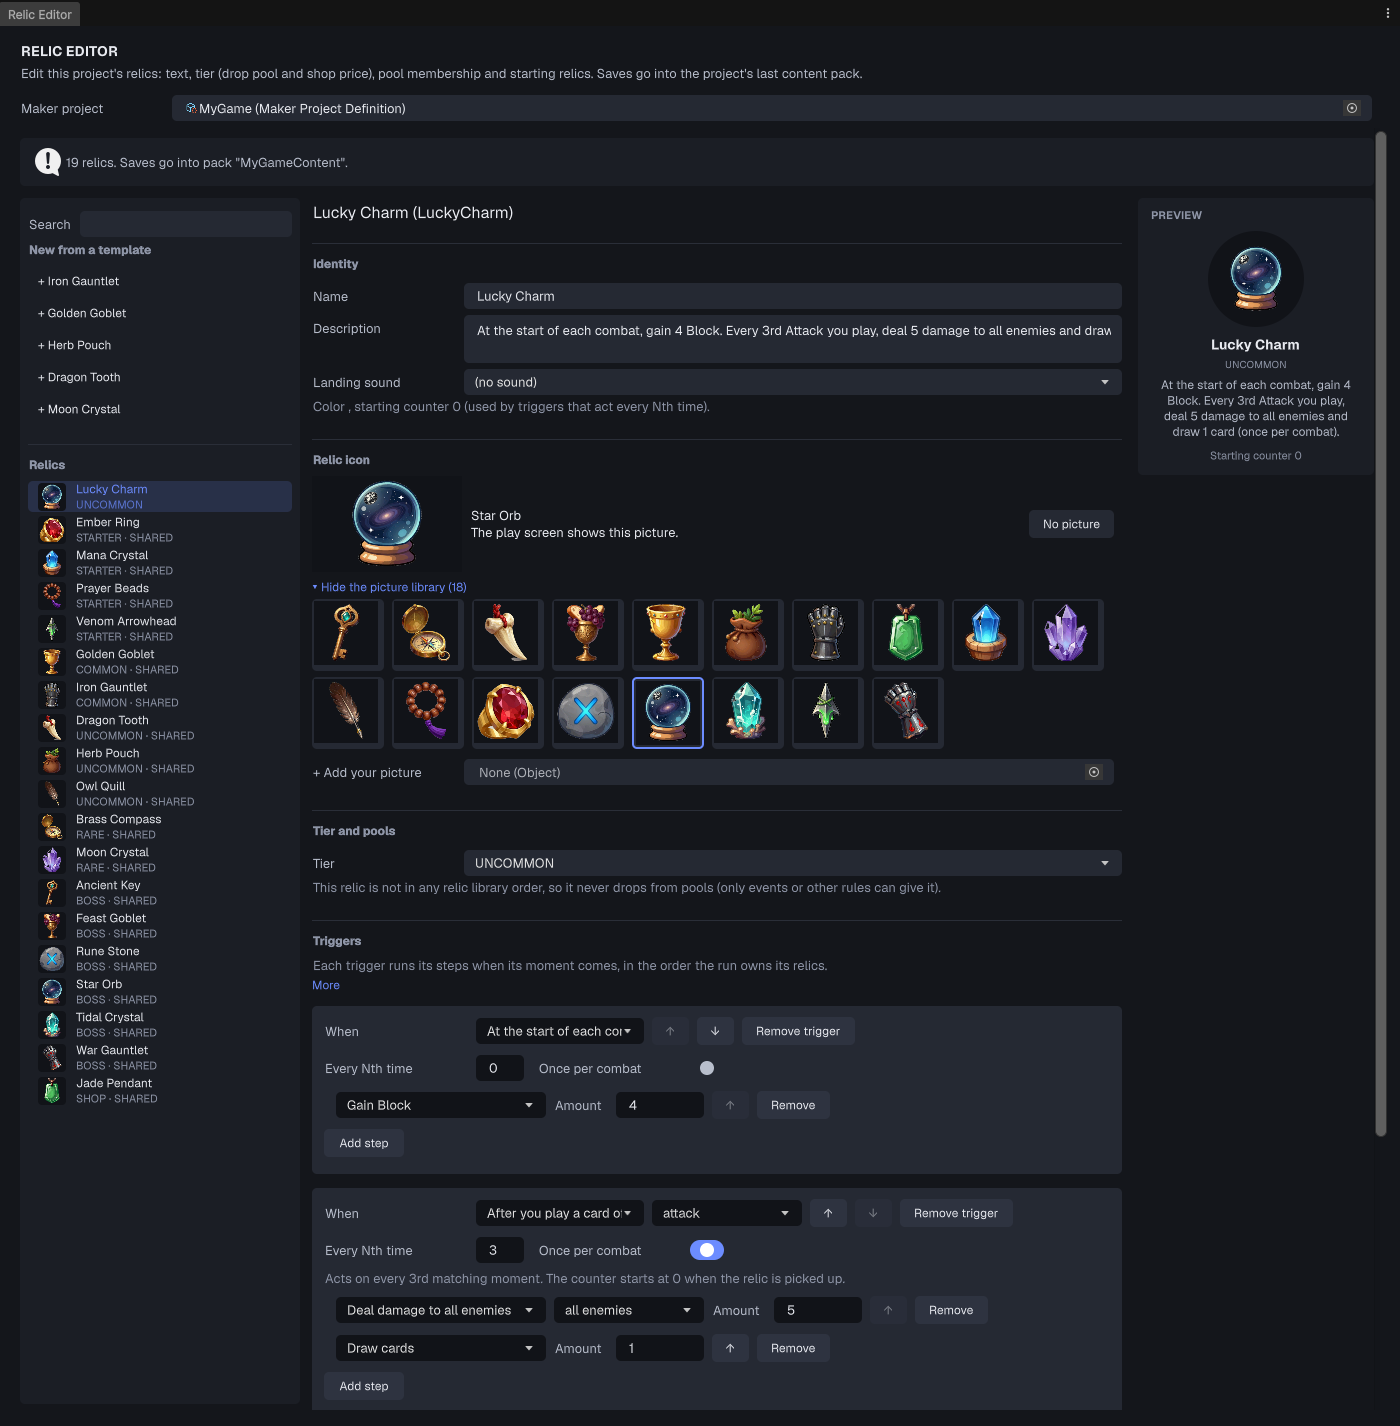 Relic Editor
RELIC EDITOR
Edit this project's relics: text, tier (drop pool and shop price), pool membership and starting relics. Saves go into the project's last content pack.
Maker project
MyGame (Maker Project Definition)
19 relics. Saves go into pack "MyGameContent".
Search
New from a template
+ Iron Gauntlet
+ Golden Goblet
+ Herb Pouch
+ Dragon Tooth
+ Moon Crystal
Relics
Lucky Charm
UNCOMMON
Ember Ring
STARTER · SHARED
Mana Crystal
STARTER · SHARED
Prayer Beads
STARTER · SHARED
Venom Arrowhead
STARTER · SHARED
Golden Goblet
COMMON · SHARED
Iron Gauntlet
COMMON · SHARED
Dragon Tooth
UNCOMMON · SHARED
Herb Pouch
UNCOMMON · SHARED
Owl Quill
UNCOMMON · SHARED
Brass Compass
RARE · SHARED
Moon Crystal
RARE · SHARED
Ancient Key
BOSS · SHARED
Feast Goblet
BOSS · SHARED
Rune Stone
BOSS · SHARED
Star Orb
BOSS · SHARED
Tidal Crystal
BOSS · SHARED
War Gauntlet
BOSS · SHARED
Jade Pendant
SHOP · SHARED
Lucky Charm (LuckyCharm)
Identity
Name
Lucky Charm
Description
At the start of each combat, gain 4 Block. Every 3rd Attack you play, deal 5 damage to all enemies and draw
Landing sound
(no sound)
Color , starting counter 0 (used by triggers that act every Nth time).
Relic icon
Star Orb
The play screen shows this picture.
No picture
Hide the picture library (18)
+ Add your picture
None (Object)
Tier and pools
Tier
UNCOMMON
This relic is not in any relic library order, so it never drops from pools (only events or other rules can give it).
Triggers
Each trigger runs its steps when its moment comes, in the order the run owns its relics.
More
When
At the start of each cor
↑
↓
Remove trigger
Every Nth time
0
Once per combat
Gain Block
Amount
4
↑
Remove
Add step
When
After you play a card o
attack
↑
↓
Remove trigger
Every Nth time
3
Once per combat
Acts on every 3rd matching moment. The counter starts at 0 when the relic is picked up.
Deal damage to all enemies
all enemies
Amount
5
↑
Remove
Draw cards
Amount
1
↑
Remove
Add step
PREVIEW
Lucky Charm
UNCOMMON
At the start of each combat, gain 4
Block. Every 3rd Attack you play,
deal 5 damage to all enemies and
draw 1 card (once per combat).
Starting counter 0